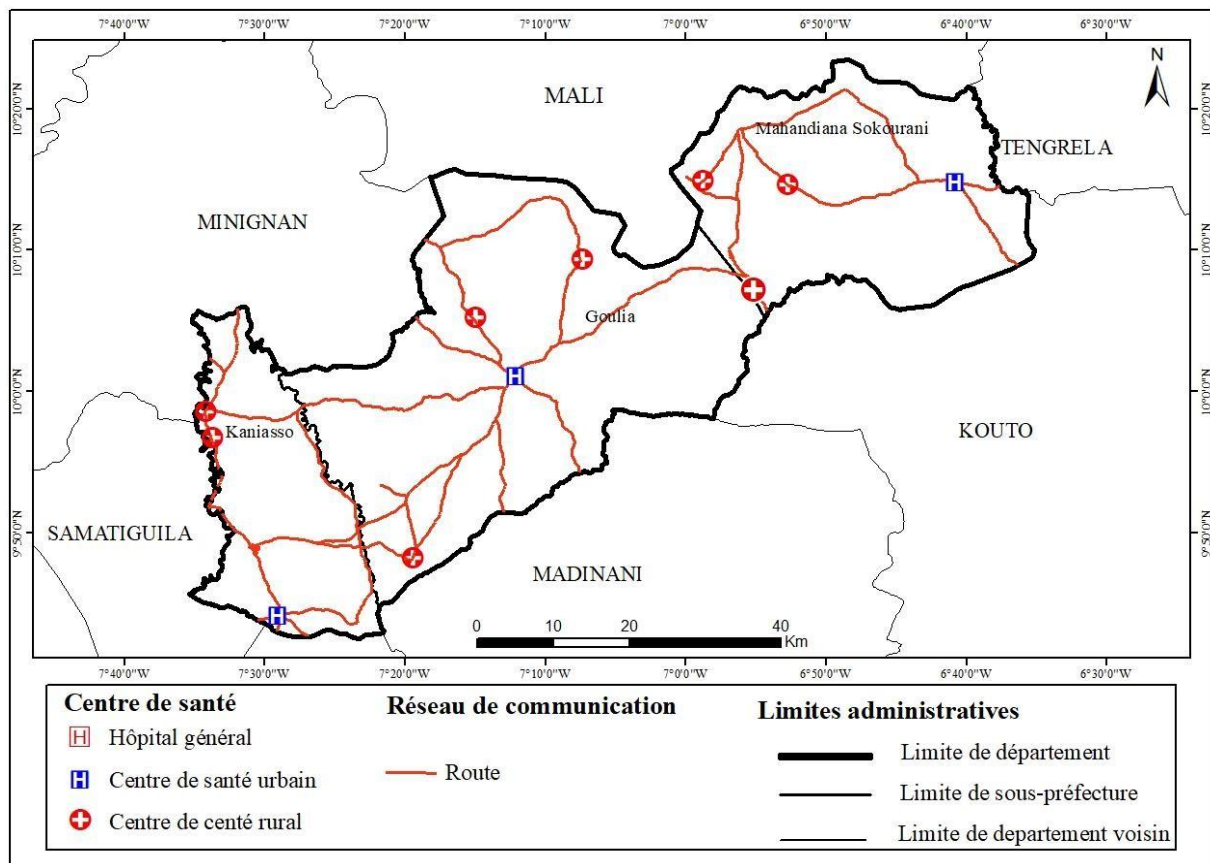 7°40'0"W 7°30'0"W 7°20'0"W 7°10'0"W 7°0'0"W 6°50'0"W 6°40'0"W 6°30'0"W
N
MALI
10°20'0"N 10°20'0"N
Mahandiana Sokourani
TENGRELA
MINIGNAN
10°10'0"N 10°10'0"N
Goulia
10°0'0"N 10°0'0"N
Kaniasso
KOUTO
SAMATIGUILA
9°50'0"N 9°50'0"N
MADINANI
0 10 20 40
Km
7°40'0"W 7°30'0"W 7°20'0"W 7°10'0"W 7°0'0"W 6°50'0"W 6°40'0"W 6°30'0"W
Centre de santé
H Hôpital général
H Centre de santé urbain
Centre de centé rural
Réseau de communication
Route
Limites administratives
Limite de département
Limite de sous-préfecture
Limite de departement voisin